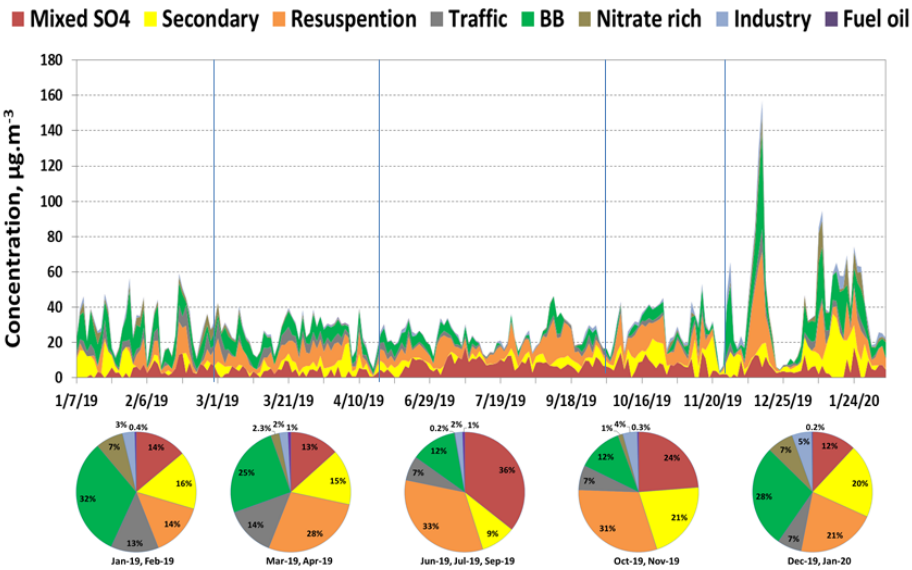 Mixed SO4 Secondary Resuspention Traffic BB Nitrate rich Industry Fuel oil
Concentration, µg.m-3
180
160
140
120
100
80
60
40
20
0
1/7/19 2/6/19 3/1/19 3/21/19 4/10/19 6/29/19 7/19/19 9/18/19 10/16/19 11/20/19 12/25/19 1/24/20
3% 0.4% 7% 14% 32% 16% 14% 13%
Jan-19, Feb-19
2.3% 2% 1% 13% 25% 15% 14% 28%
Mar-19, Apr-19
0.2% 2% 1% 12% 36% 7% 33% 9%
Jun-19, Jul-19, Sep-19
1% 4% 0.3% 12% 24% 7% 31% 21%
Oct-19, Nov-19
5% 0.2% 7% 12% 28% 20% 7% 21%
Dec-19, Jan-20